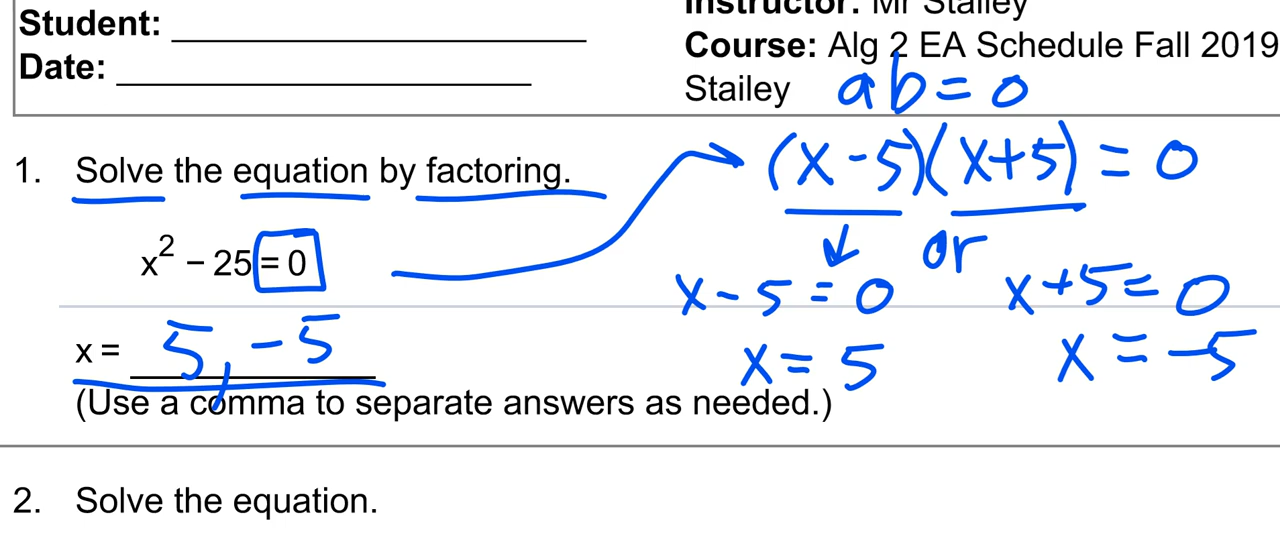 Student:
Date:
Instructor: Mr Stailey
Course: Alg 2 EA Schedule Fall 2019
Stailey
ab = 0
1. Solve the equation by factoring.
(x - 5)(x + 5) = 0
x² − 25 = 0
or
x - 5 = 0
x + 5 = 0
x = 5, -5
x = 5
x = -5
(Use a comma to separate answers as needed.)
2. Solve the equation.